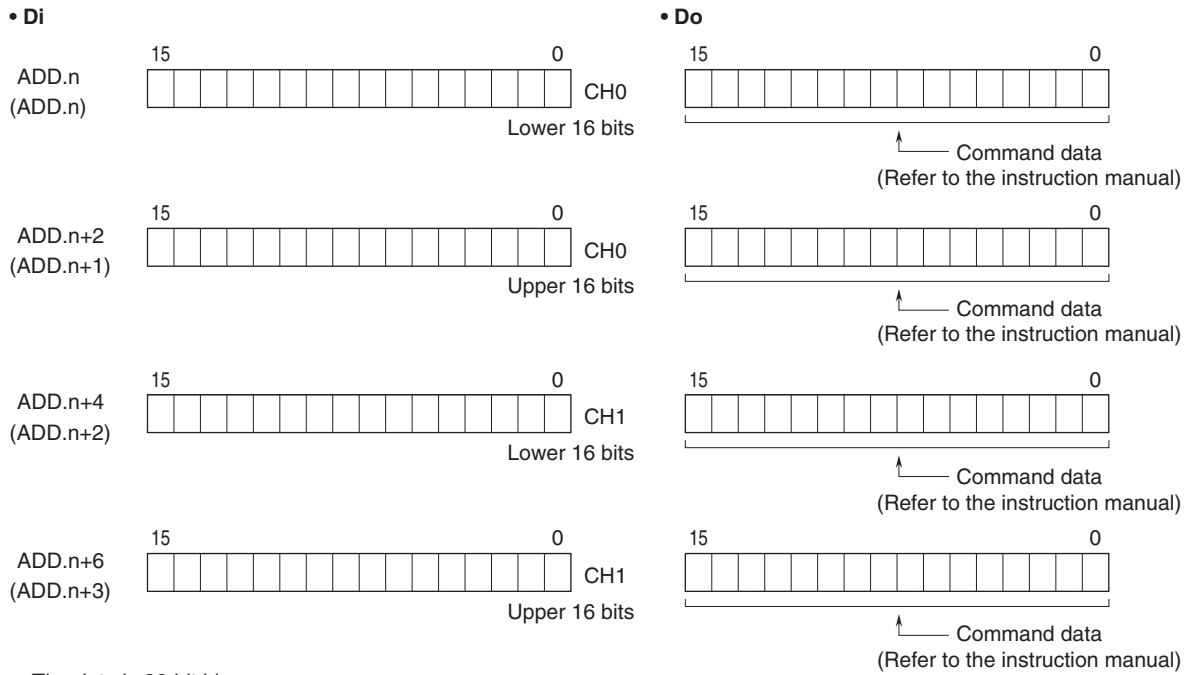 • Di
• Do
15 0
15 0
ADD.n
(ADD.n)
CH0
Lower 16 bits
Command data
(Refer to the instruction manual)
15 0
15 0
ADD.n+2
(ADD.n+1)
CH0
Upper 16 bits
Command data
(Refer to the instruction manual)
15 0
15 0
ADD.n+4
(ADD.n+2)
CH1
Lower 16 bits
Command data
(Refer to the instruction manual)
15 0
15 0
ADD.n+6
(ADD.n+3)
CH1
Upper 16 bits
Command data
(Refer to the instruction manual)